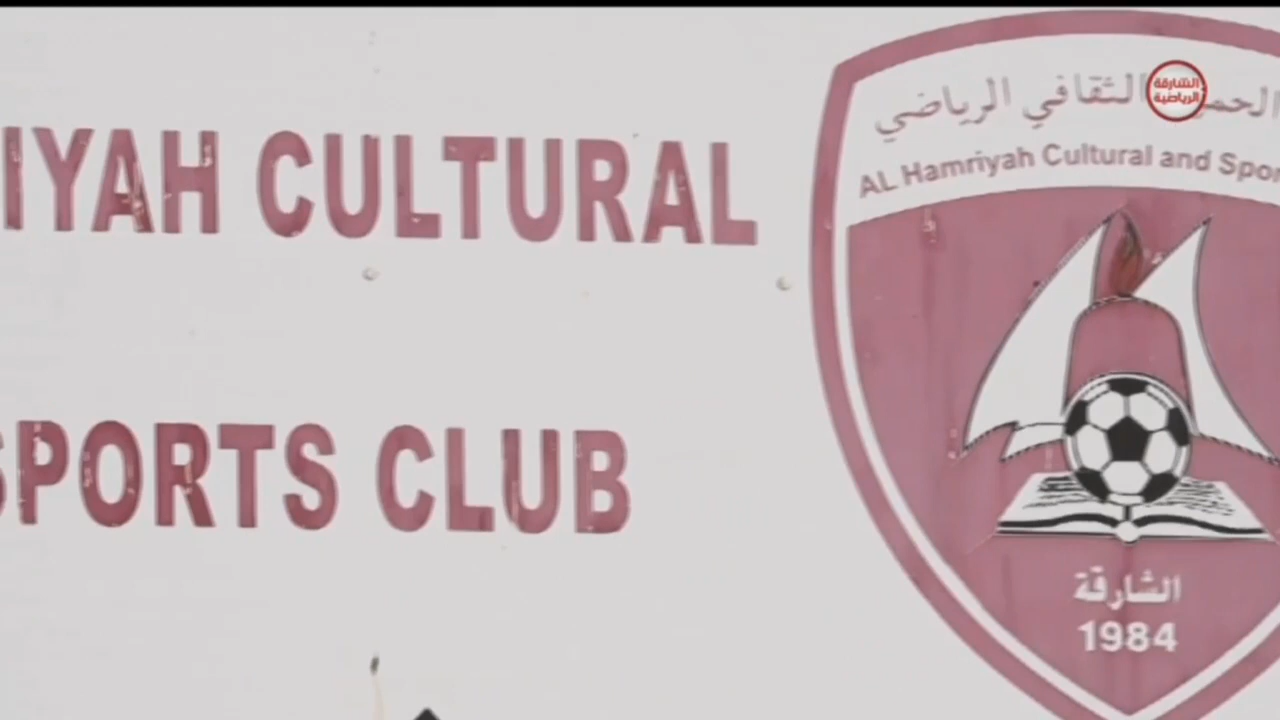 IYAH CULTURAL
SPORTS CLUB
الثقافي الرياضي
AL Hamriyah Cultural and Spor
الشارقة
1984
الشارقة
الرياضية